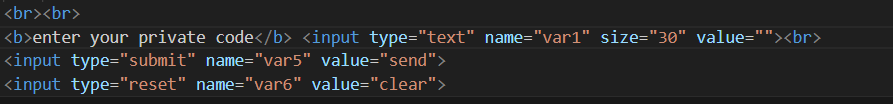 <br><br>
<b>enter your private code</b> <input type="text" name="var1" size="30" value=""><br>
<input type="submit" name="var5" value="send">
<input type="reset" name="var6" value="clear">